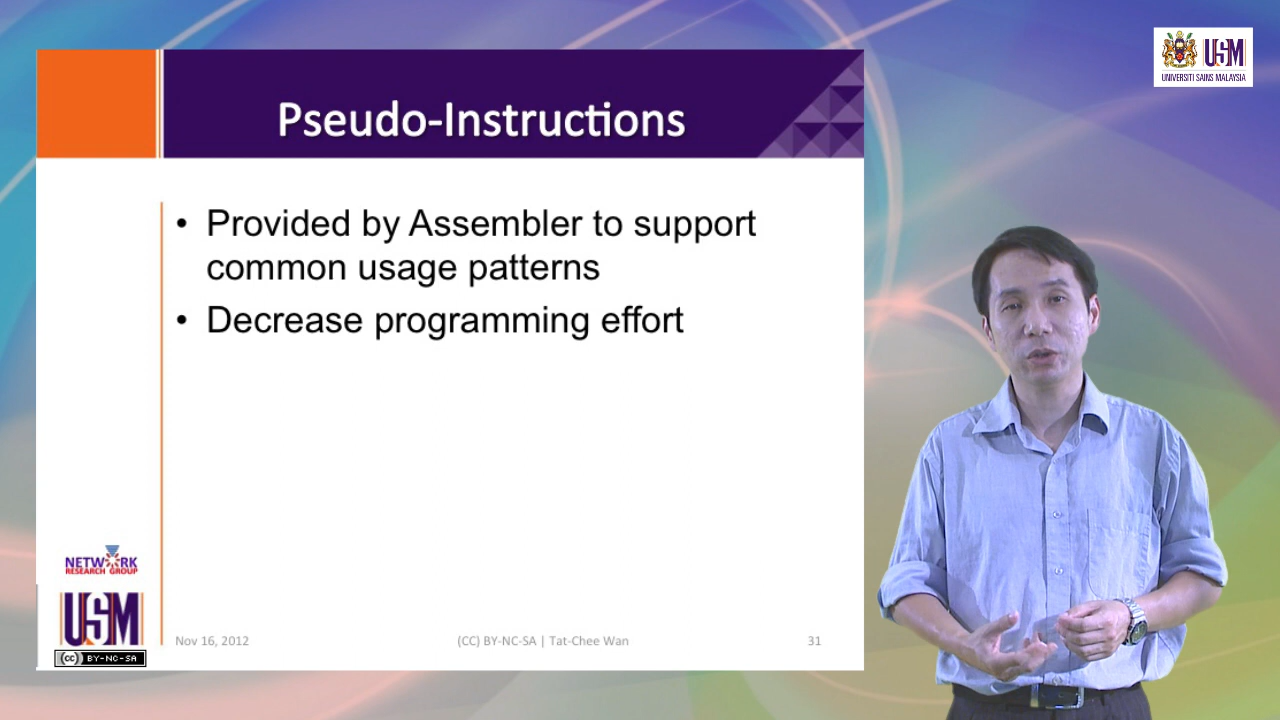 USM
UNIVERSITI SAINS MALAYSIA
Pseudo-Instructions
• Provided by Assembler to support
common usage patterns
• Decrease programming effort
NETWORK
RESEARCH GROUP
USM
(cc) BY-NC-SA
Nov 16, 2012
(CC) BY-NC-SA | Tat-Chee Wan
31